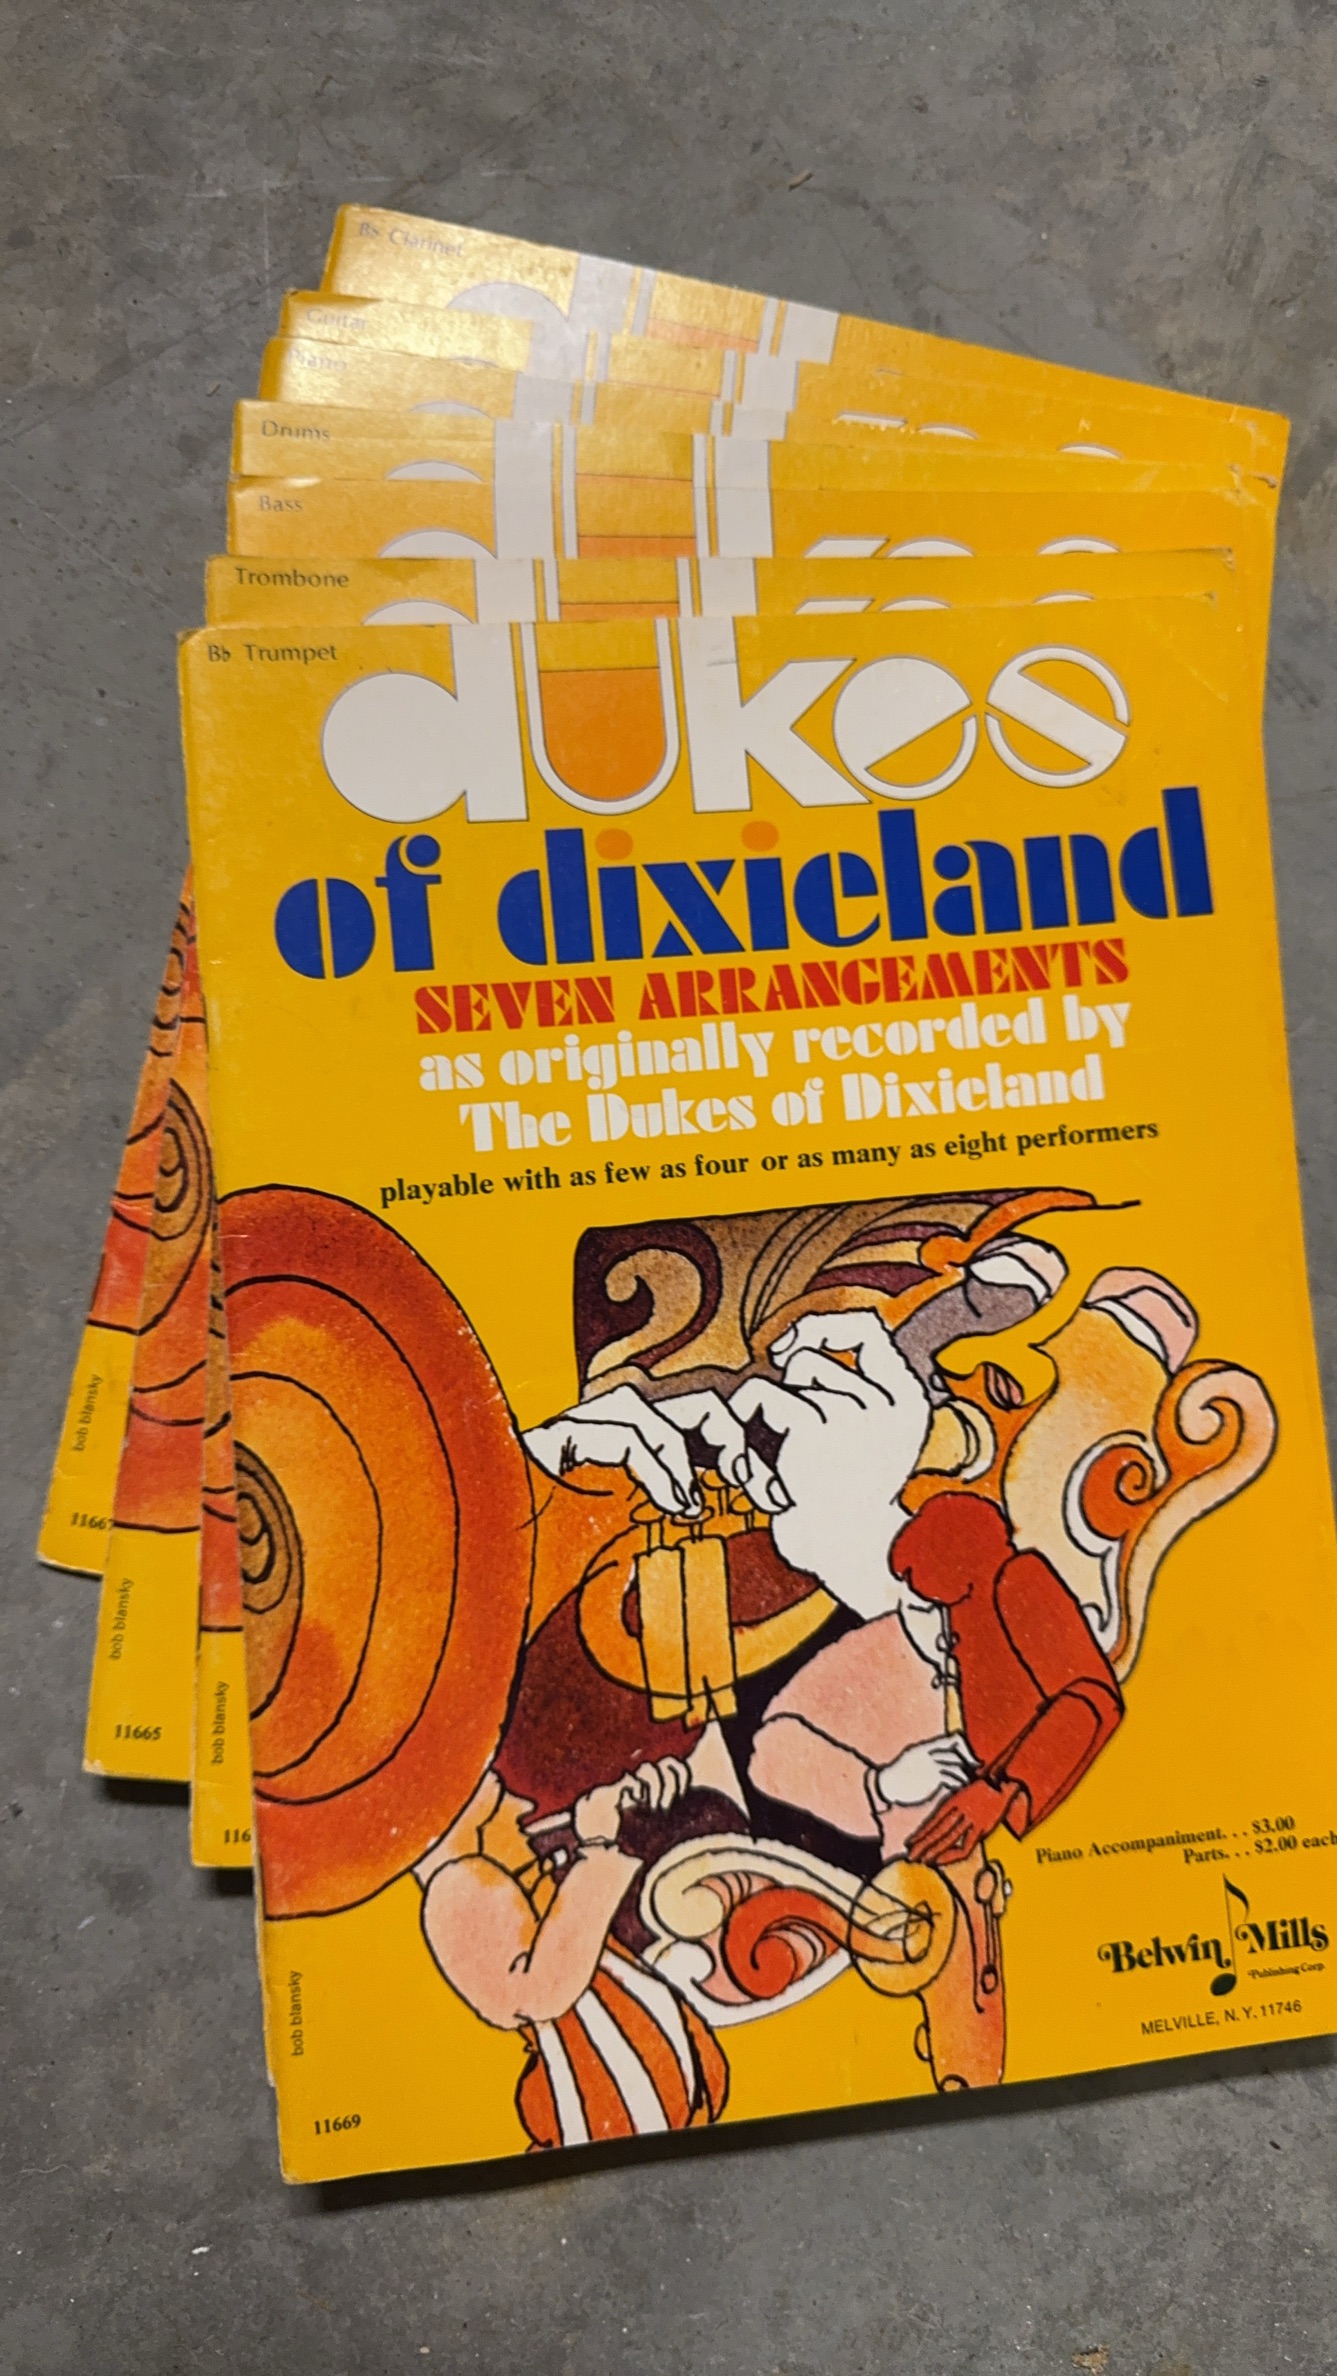 B♭ Clarinet
Guitar
Piano
Drums
Bass
Trombone
B♭ Trumpet
dukes
of dixieland
SEVEN ARRANGEMENTS
as originally recorded by
The Dukes of Dixieland
playable with as few as four or as many as eight performers
bob blansky
1166
bob blansky
11665
bob blansky
116
Piano Accompaniment. . . $3.00
Parts. . . $2.00 each
Belwin Mills
Publishing Corp.
MELVILLE, N. Y. 11746
bob blansky
11669